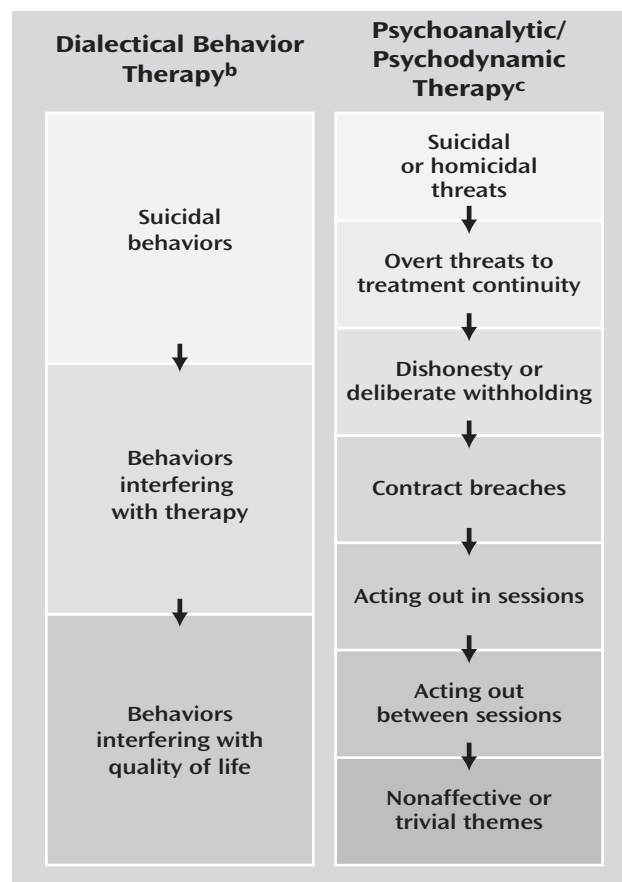 Dialectical Behavior
Therapyb
Suicidal
behaviors
Behaviors
interfering
with therapy
Behaviors
interfering with
quality of life
Psychoanalytic/
Psychodynamic
Therapyc
Suicidal
or homicidal
threats
Overt threats to
treatment continuity
Dishonesty or
deliberate withholding
Contract breaches
Acting out in sessions
Acting out
between sessions
Nonaffective or
trivial themes